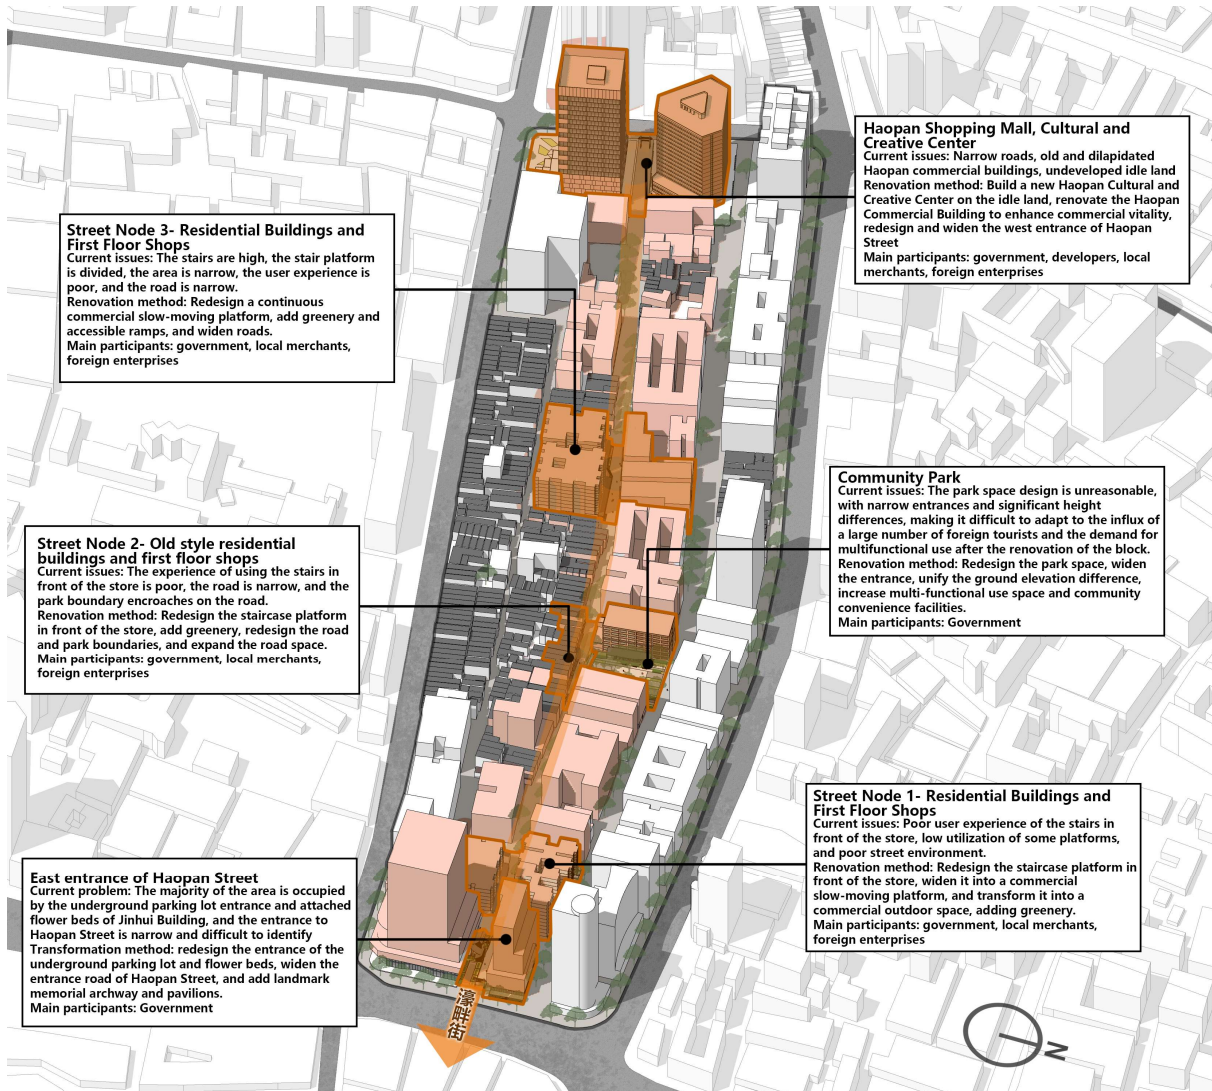 Haopan Shopping Mall, Cultural and
Creative Center
Current issues: Narrow roads, old and dilapidated
Haopan commercial buildings, undeveloped idle land
Renovation method: Build a new Haopan Cultural and
Creative Center on the idle land, renovate the Haopan
Commercial Building to enhance commercial vitality,
redesign and widen the west entrance of Haopan
Street
Main participants: government, developers, local
merchants, foreign enterprises
Street Node 3- Residential Buildings and
First Floor Shops
Current issues: The stairs are high, the stair platform
is divided, the area is narrow, the user experience is
poor, and the road is narrow.
Renovation method: Redesign a continuous
commercial slow-moving platform, add greenery and
accessible ramps, and widen roads.
Main participants: government, local merchants,
foreign enterprises
Community Park
Current issues: The park space design is unreasonable,
with narrow entrances and significant height
differences, making it difficult to adapt to the influx of
a large number of foreign tourists and the demand for
multifunctional use after the renovation of the block.
Renovation method: Redesign the park space, widen
the entrance, unify the ground elevation difference,
increase multi-functional use space and community
convenience facilities.
Main participants: Government
Street Node 2- Old style residential
buildings and first floor shops
Current issues: The experience of using the stairs in
front of the store is poor, the road is narrow, and the
park boundary encroaches on the road.
Renovation method: Redesign the staircase platform
in front of the store, add greenery, redesign the road
and park boundaries, and expand the road space.
Main participants: government, local merchants,
foreign enterprises
Street Node 1- Residential Buildings and
First Floor Shops
Current issues: Poor user experience of the stairs in
front of the store, low utilization of some platforms,
and poor street environment.
Renovation method: Redesign the staircase platform in
front of the store, widen it into a commercial
slow-moving platform, and transform it into a
commercial outdoor space, adding greenery.
Main participants: government, local merchants,
foreign enterprises
East entrance of Haopan Street
Current problem: The majority of the area is occupied
by the underground parking lot entrance and attached
flower beds of Jinhui Building, and the entrance to
Haopan Street is narrow and difficult to identify
Transformation method: redesign the entrance of the
underground parking lot and flower beds, widen the
entrance road of Haopan Street, and add landmark
memorial archway and pavilions.
Main participants: Government
濠畔街
N